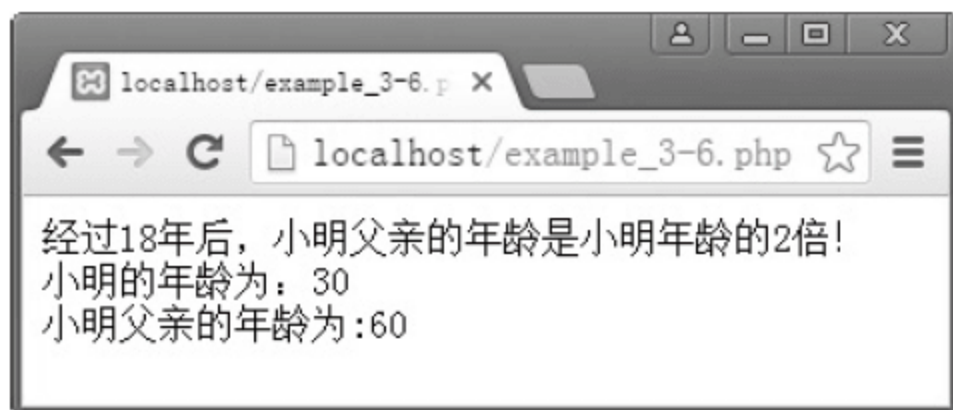 localhost/example_3-6.p
localhost/example_3-6.php
经过18年后，小明父亲的年龄是小明年龄的2倍!
小明的年龄为：30
小明父亲的年龄为:60